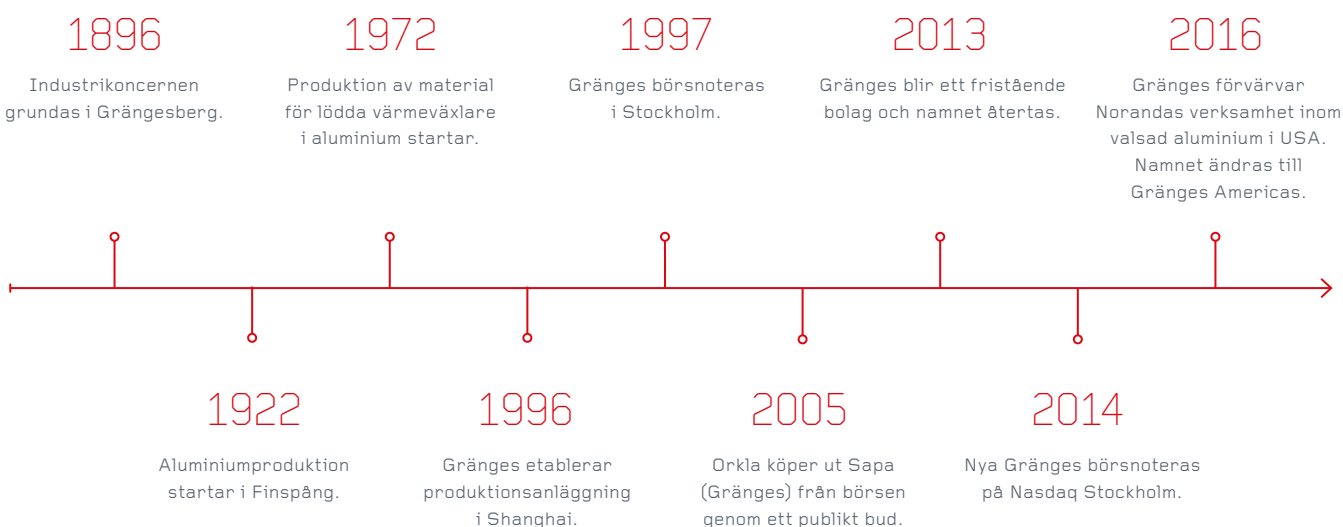 1896
Industrikoncernen
grundas i Grängesberg.
1972
Produktion av material
för lödda värmeväxlare
i aluminium startar.
1997
Gränges börsnoteras
i Stockholm.
2013
Gränges blir ett fristående
bolag och namnet återtas.
2016
Gränges förvärvar
Norandas verksamhet inom
valsad aluminium i USA.
Namnet ändras till
Gränges Americas.
1922
Aluminiumproduktion
startar i Finspång.
1996
Gränges etablerar
produktionsanläggning
i Shanghai.
2005
Orkla köper ut Sapa
(Gränges) från börsen
genom ett publikt bud.
2014
Nya Gränges börsnoteras
på Nasdaq Stockholm.